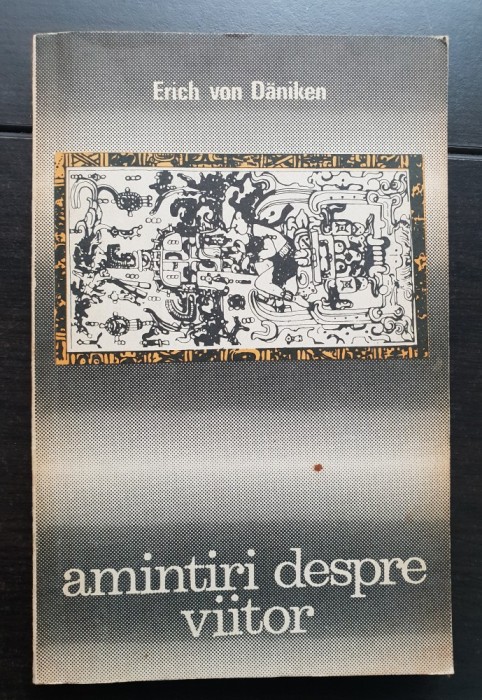 Erich von Däniken
amintiri despre
viitor